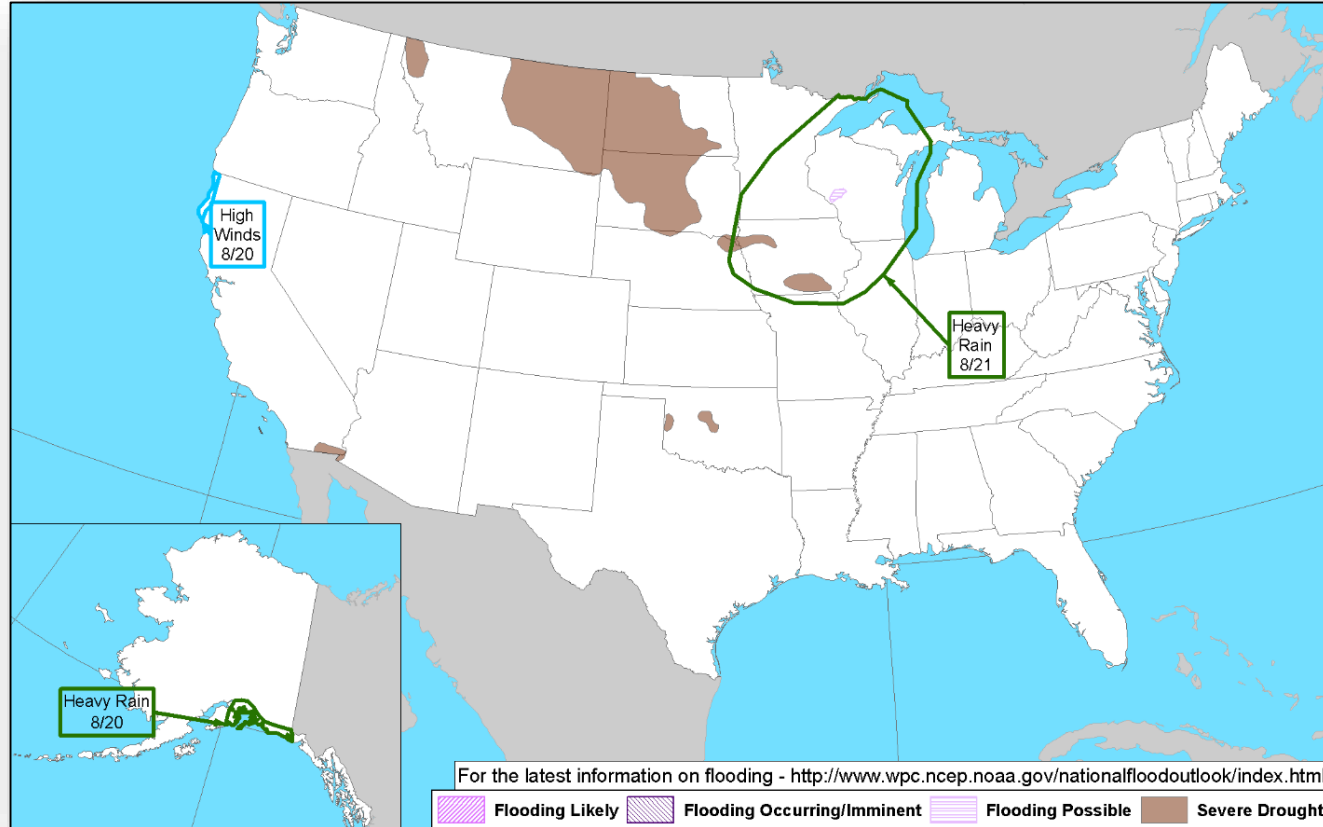 High
Winds
8/20
Heavy
Rain
8/21
Heavy Rain
8/20
For the latest information on flooding - http://www.wpc.ncep.noaa.gov/nationalfloodoutlook/index.html
Flooding Likely
Flooding Occurring/Imminent
Flooding Possible
Severe Drought